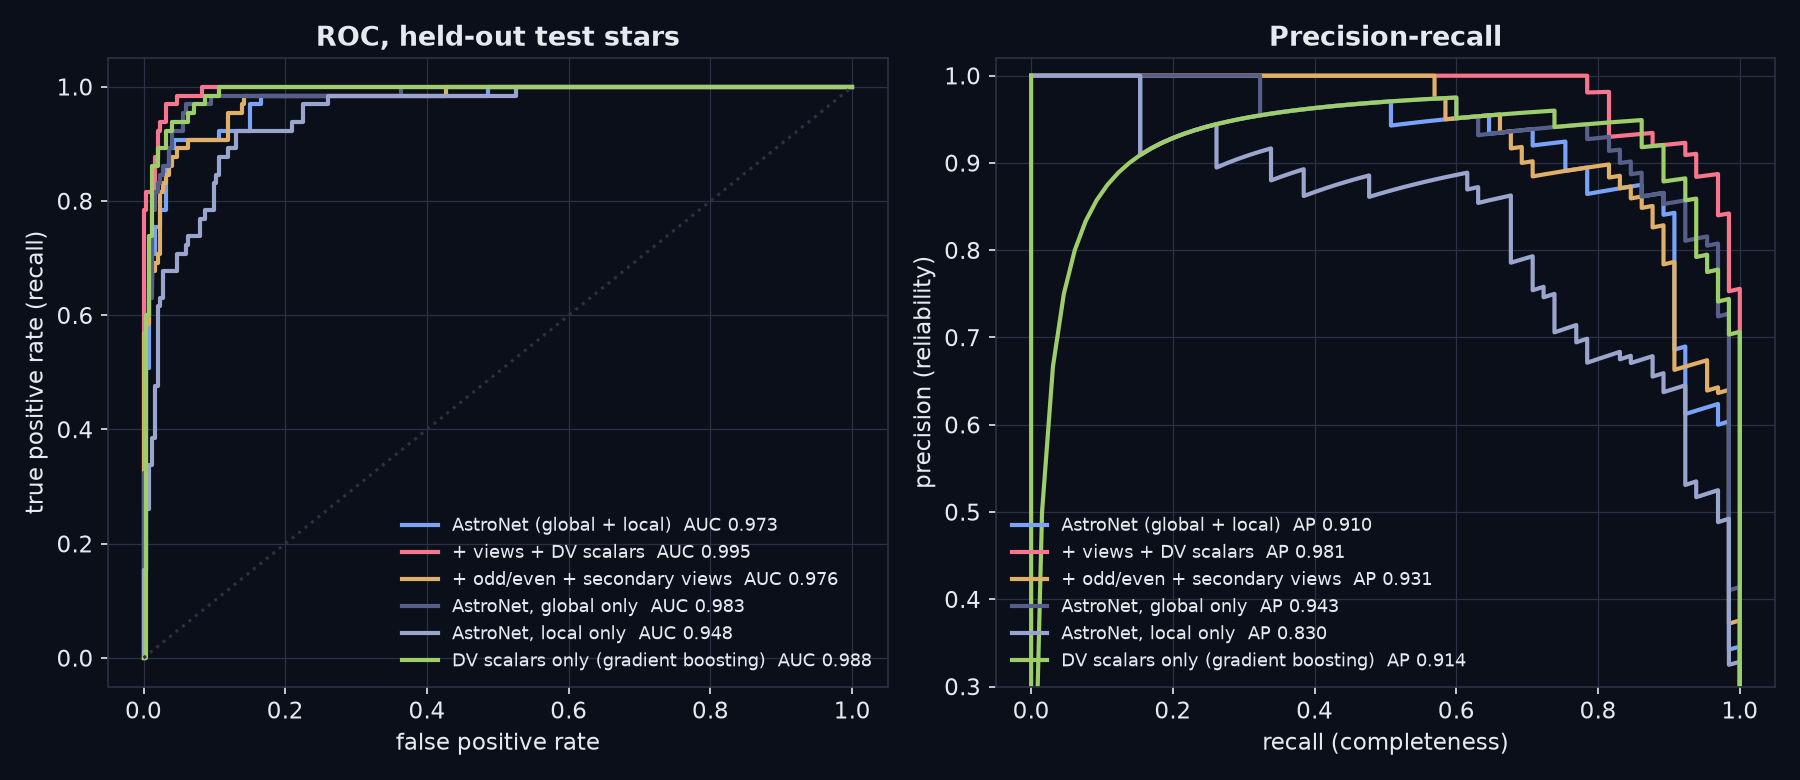 ROC, held-out test stars
true positive rate (recall)
1.0
0.8
0.6
0.4
0.2
0.0
AstroNet (global + local) AUC 0.973
+ views + DV scalars AUC 0.995
+ odd/even + secondary views AUC 0.976
AstroNet, global only AUC 0.983
AstroNet, local only AUC 0.948
DV scalars only (gradient boosting) AUC 0.988
0.0 0.2 0.4 0.6 0.8 1.0
false positive rate
Precision-recall
precision (reliability)
1.0
0.9
0.8
0.7
0.6
0.5
0.4
0.3
AstroNet (global + local) AP 0.910
+ views + DV scalars AP 0.981
+ odd/even + secondary views AP 0.931
AstroNet, global only AP 0.943
AstroNet, local only AP 0.830
DV scalars only (gradient boosting) AP 0.914
0.0 0.2 0.4 0.6 0.8 1.0
recall (completeness)